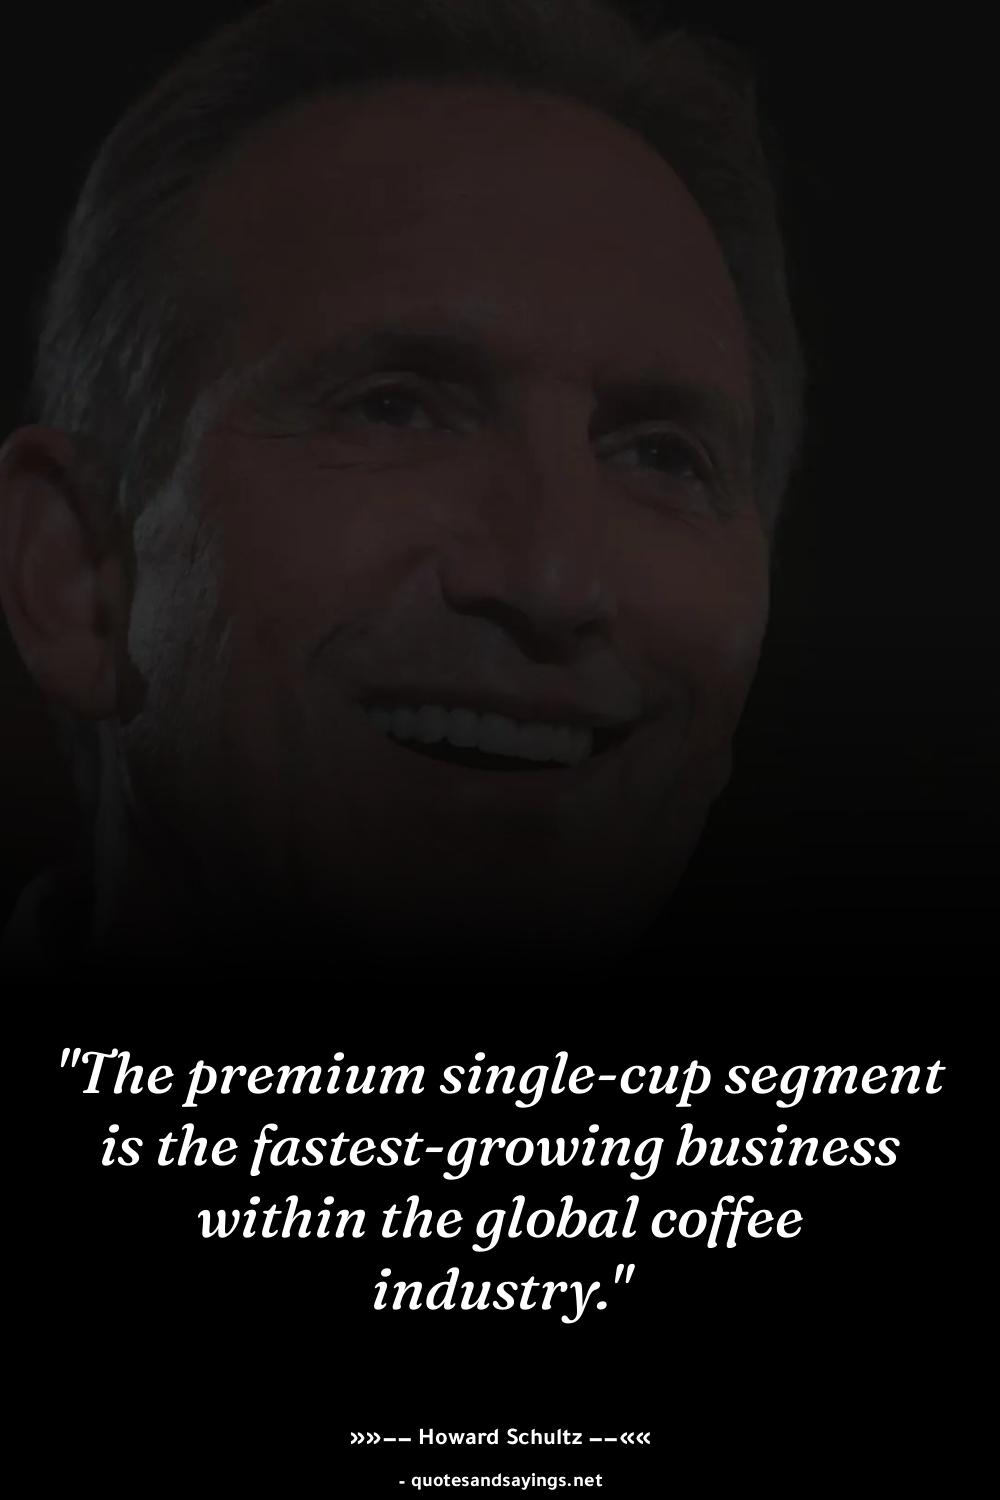 "The premium single-cup segment
is the fastest-growing business
within the global coffee
industry."
»»—— Howard Schultz ——««
- quotesandsayings.net